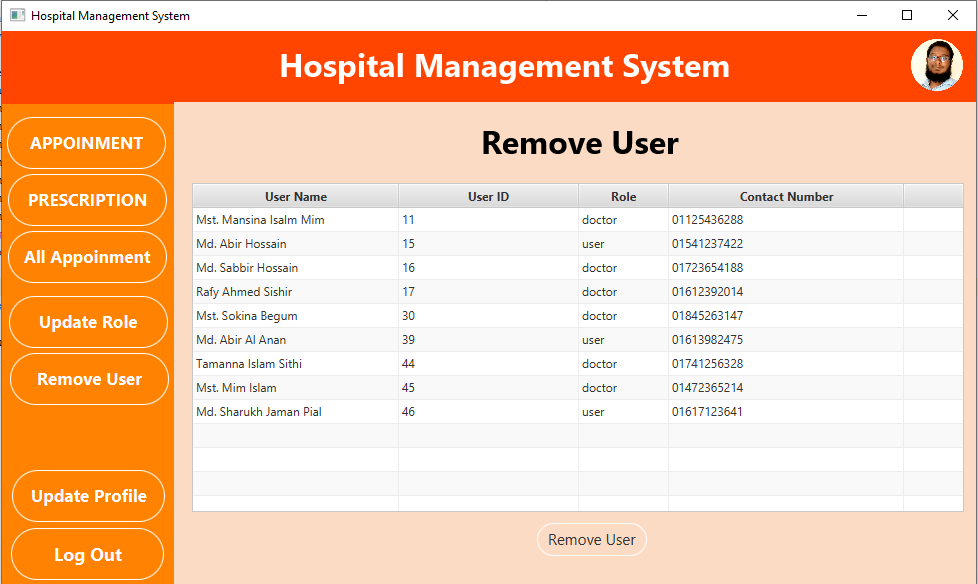 Hospital Management System
Hospital Management System
APPOINMENT
PRESCRIPTION
All Appoinment
Update Role
Remove User
Update Profile
Log Out
Remove User
User Name User ID Role Contact Number
Mst. Mansina Isalm Mim 11 doctor 01125436288
Md. Abir Hossain 15 user 01541237422
Md. Sabbir Hossain 16 doctor 01723654188
Rafy Ahmed Sishir 17 doctor 01612392014
Mst. Sokina Begum 30 doctor 01845263147
Md. Abir Al Anan 39 user 01613982475
Tamanna Islam Sithi 44 doctor 01741256328
Mst. Mim Islam 45 doctor 01472365214
Md. Sharukh Jaman Pial 46 user 01617123641
Remove User